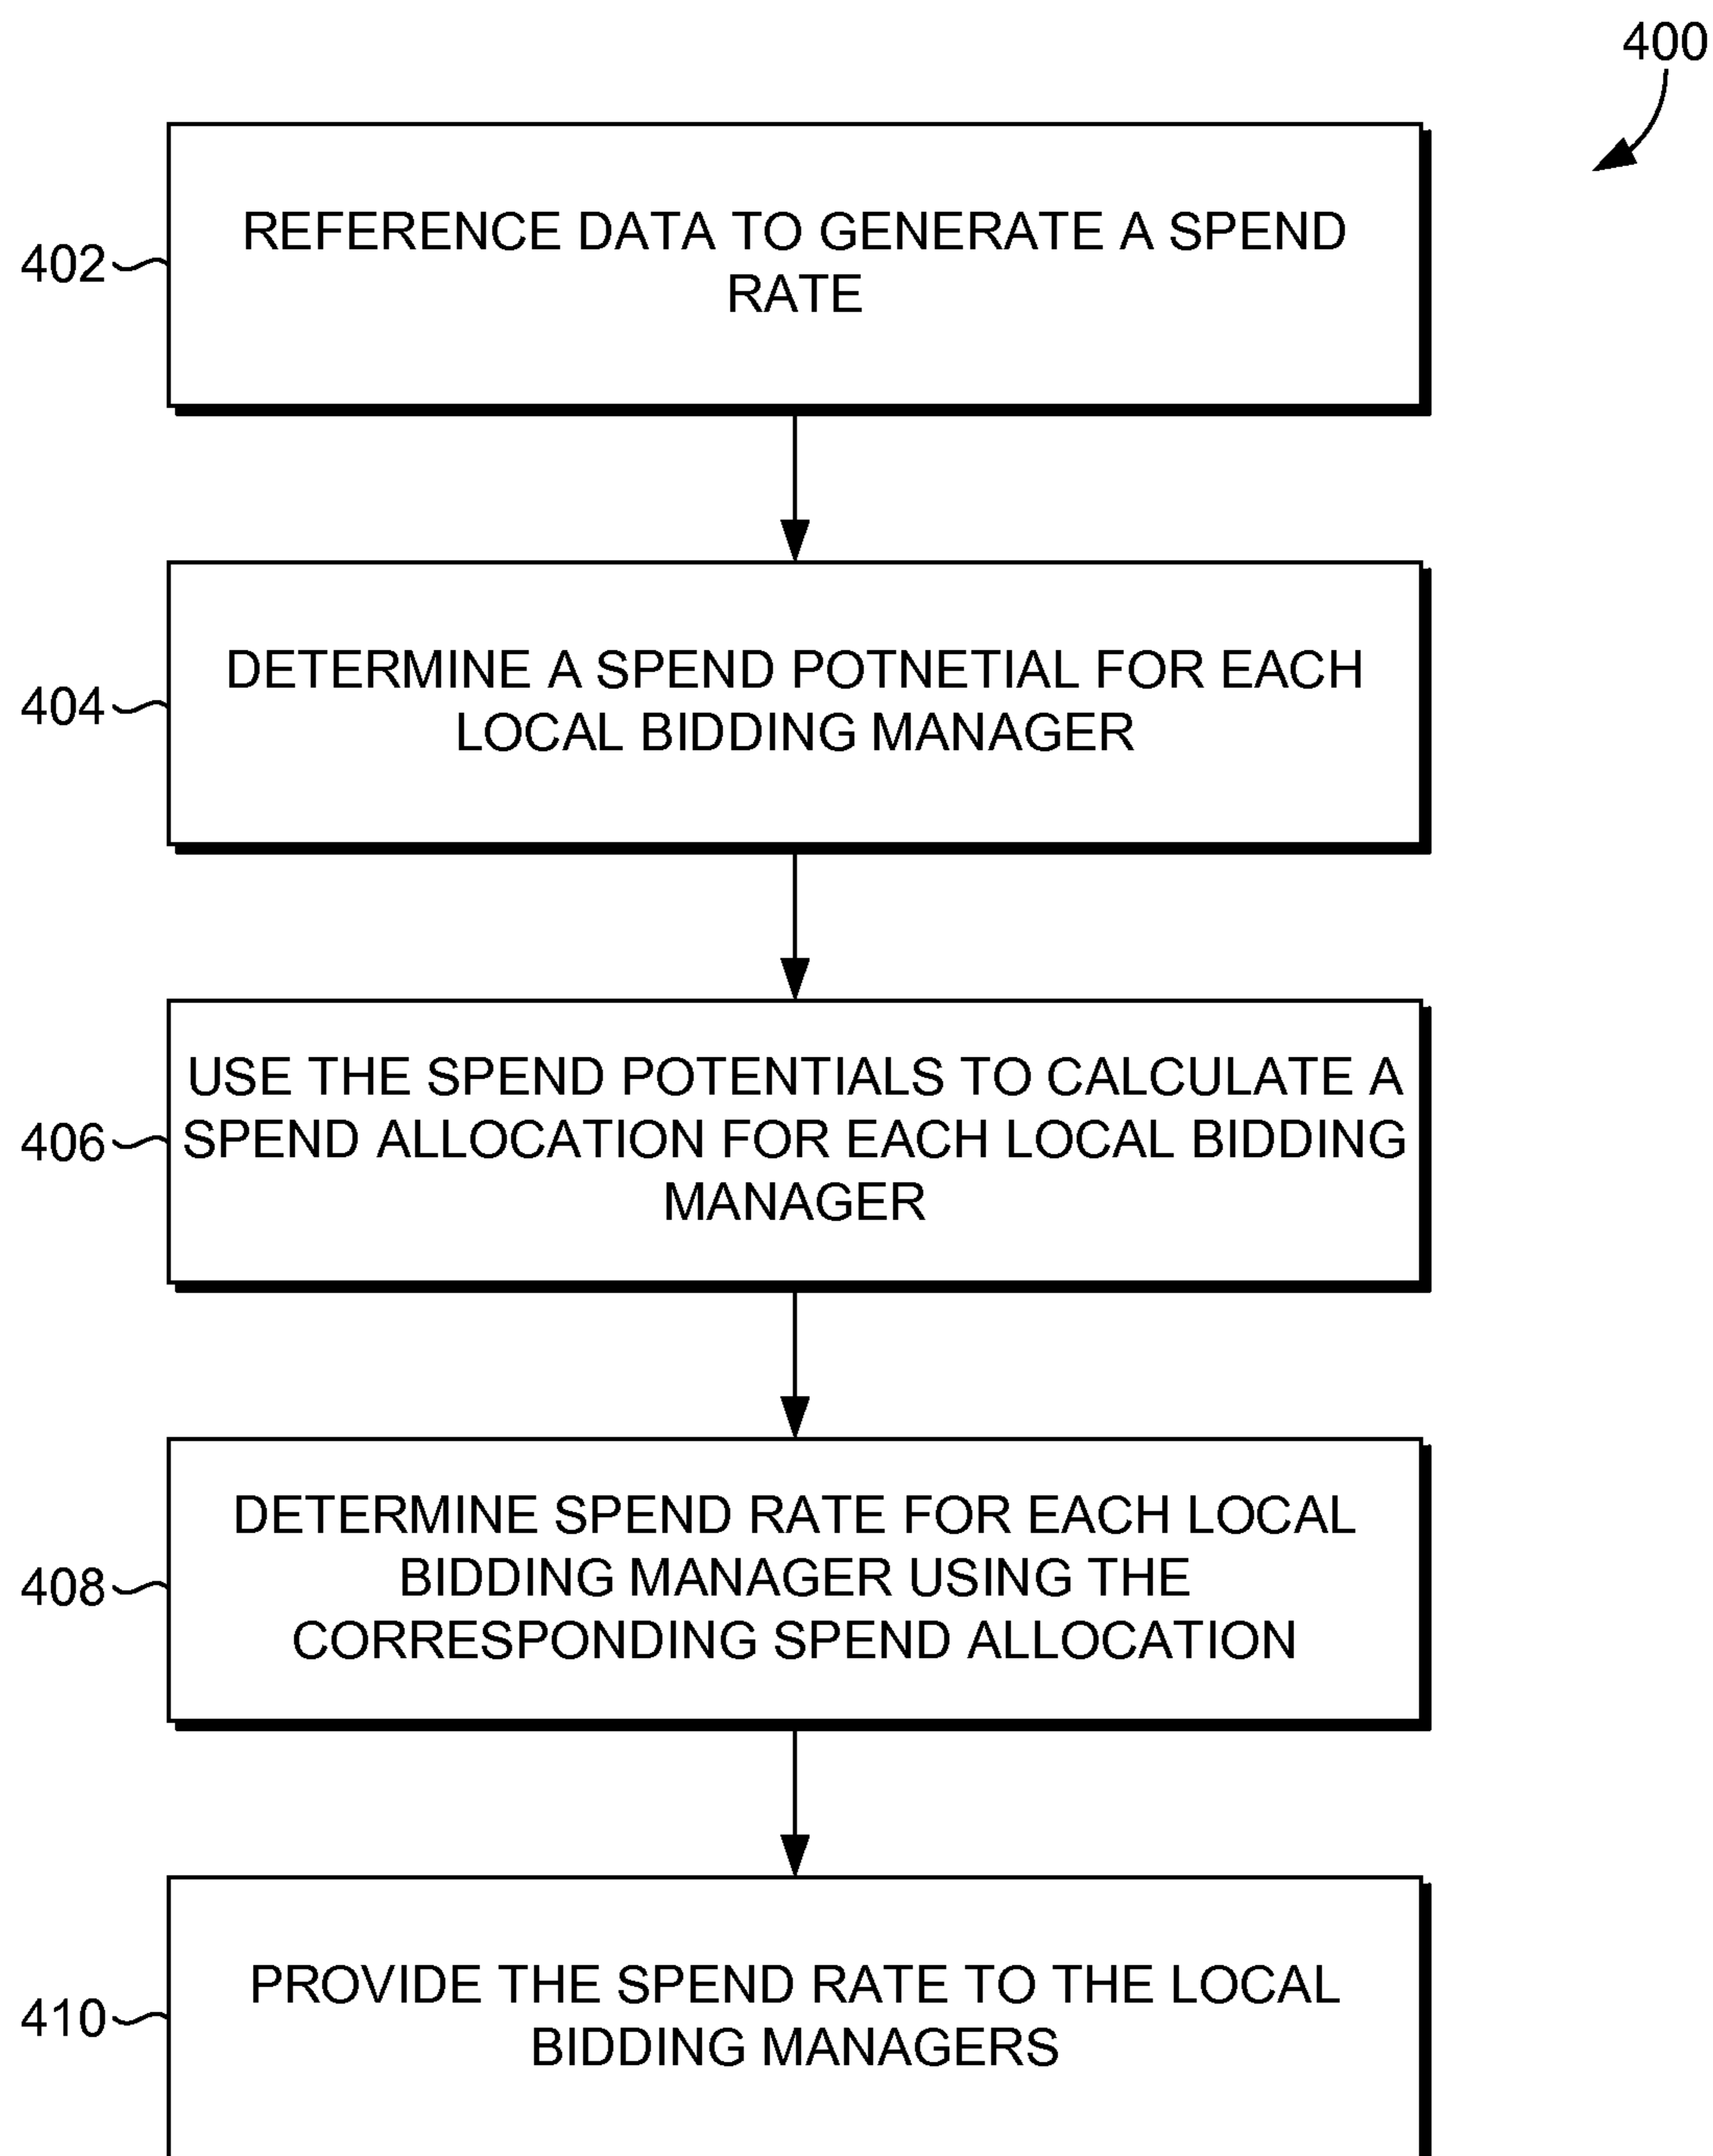 400
402
REFERENCE DATA TO GENERATE A SPEND
RATE
404
DETERMINE A SPEND POTNETIAL FOR EACH
LOCAL BIDDING MANAGER
406
USE THE SPEND POTENTIALS TO CALCULATE A
SPEND ALLOCATION FOR EACH LOCAL BIDDING
MANAGER
408
DETERMINE SPEND RATE FOR EACH LOCAL
BIDDING MANAGER USING THE
CORRESPONDING SPEND ALLOCATION
410
PROVIDE THE SPEND RATE TO THE LOCAL
BIDDING MANAGERS